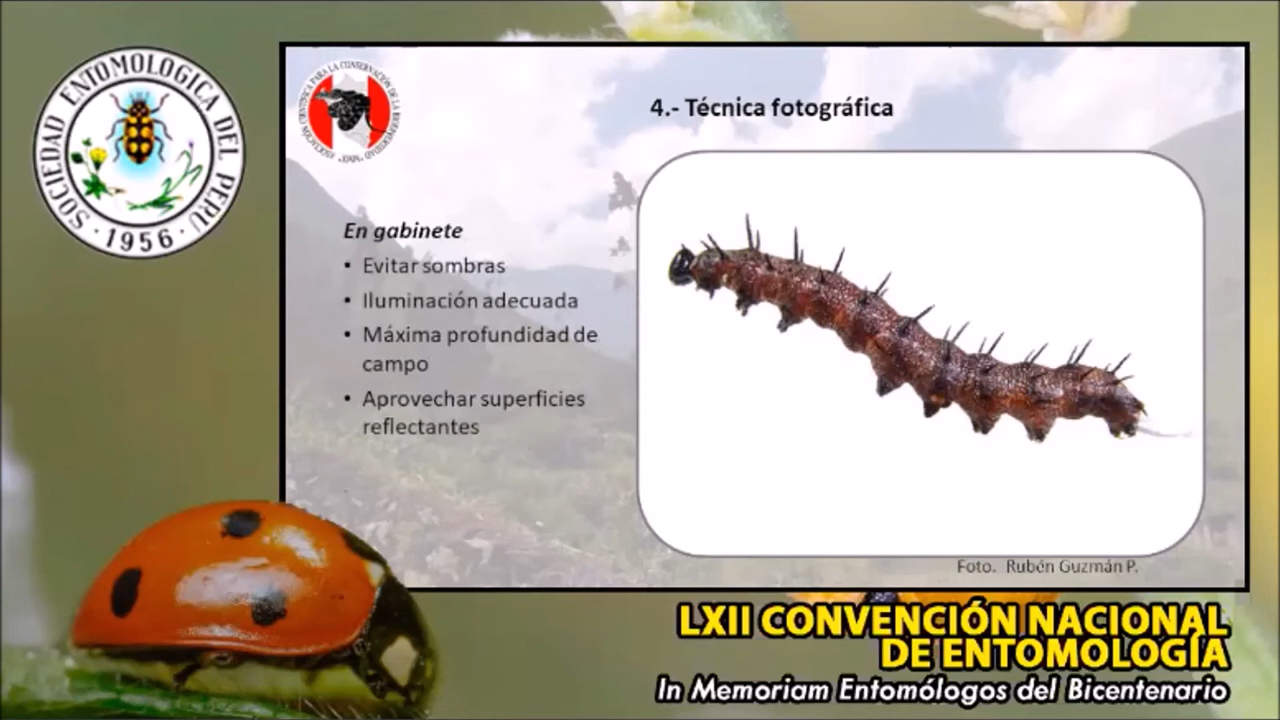 SOCIEDAD ENTOMOLOGICA DEL PERU
· 1956 ·
4.- Técnica fotográfica
En gabinete
• Evitar sombras
• Iluminación adecuada
• Máxima profundidad de
campo
• Aprovechar superficies
reflectantes
Foto. Rubén Guzmán P.
LXII CONVENCIÓN NACIONAL
DE ENTOMOLOGÍA
In Memoriam Entomólogos del Bicentenario